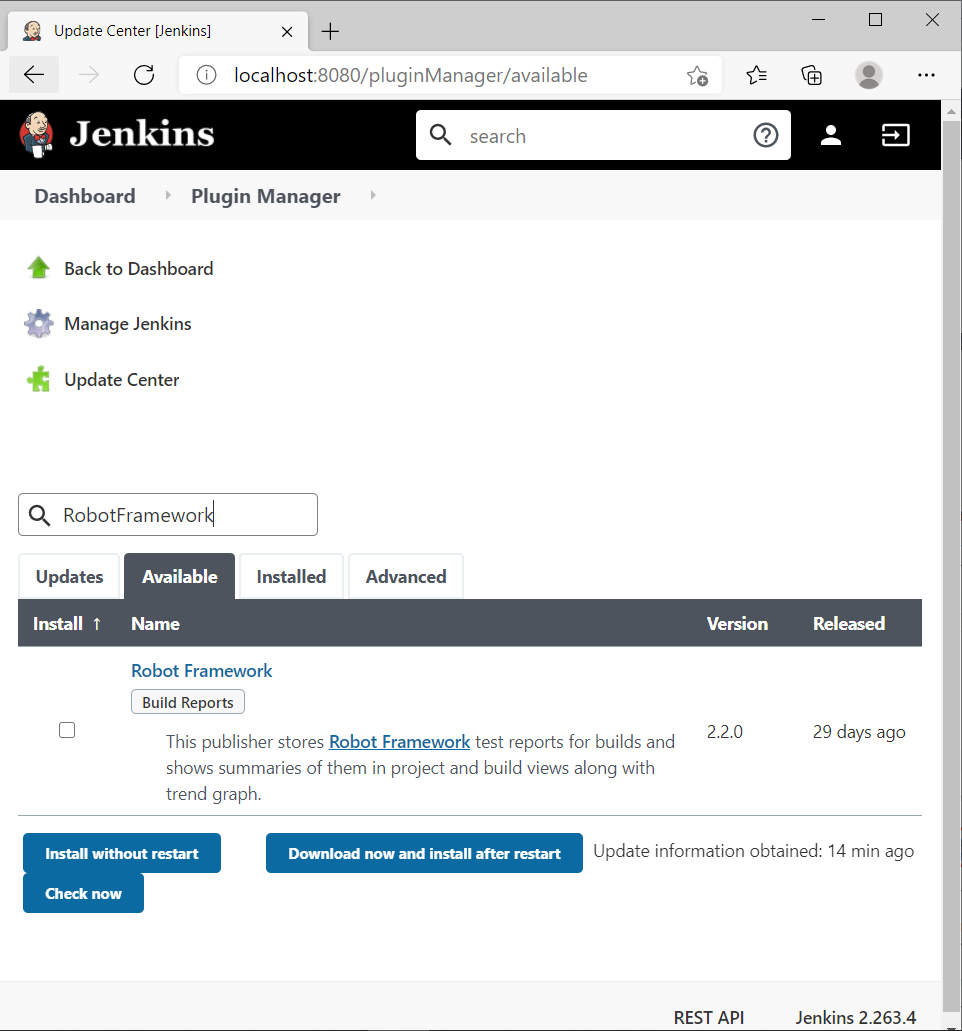 Update Center [Jenkins]
localhost:8080/pluginManager/available
Jenkins
search
Dashboard
Plugin Manager
Back to Dashboard
Manage Jenkins
Update Center
RobotFramework
Updates
Available
Installed
Advanced
Install ↑ Name Version Released
Robot Framework
Build Reports
This publisher stores Robot Framework test reports for builds and
shows summaries of them in project and build views along with
trend graph.
2.2.0
29 days ago
Install without restart
Download now and install after restart
Update information obtained: 14 min ago
Check now
REST API
Jenkins 2.263.4